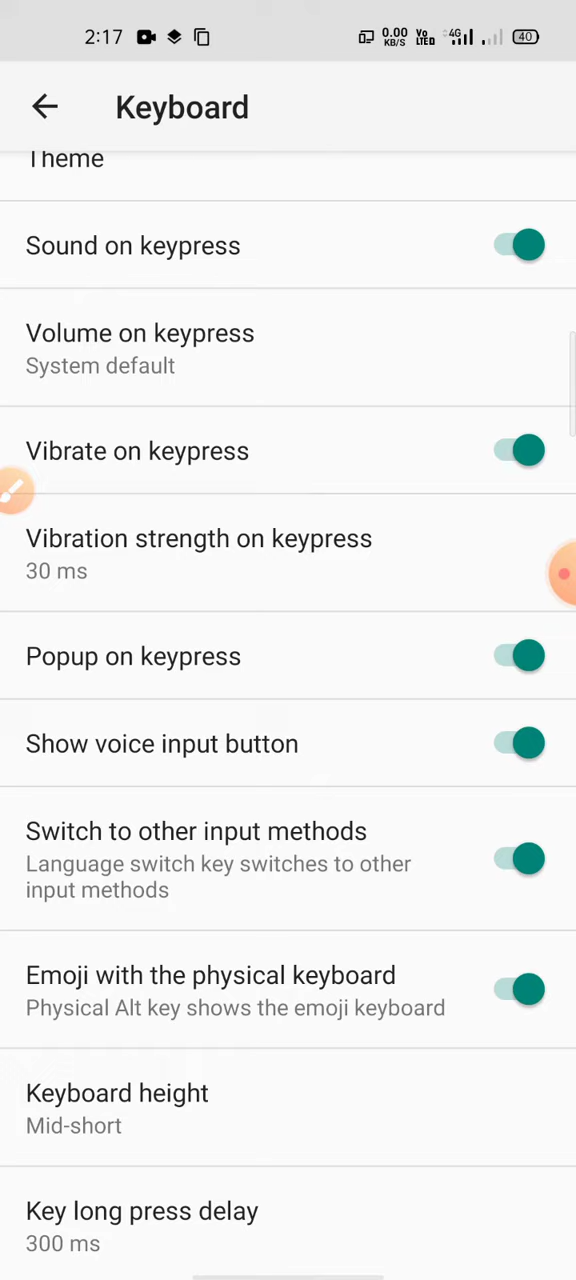 2:17
0.00
KB/S
Vo
LTED
4G
40
Keyboard
Theme
Sound on keypress
Volume on keypress
System default
Vibrate on keypress
Vibration strength on keypress
30 ms
Popup on keypress
Show voice input button
Switch to other input methods
Language switch key switches to other
input methods
Emoji with the physical keyboard
Physical Alt key shows the emoji keyboard
Keyboard height
Mid-short
Key long press delay
300 ms